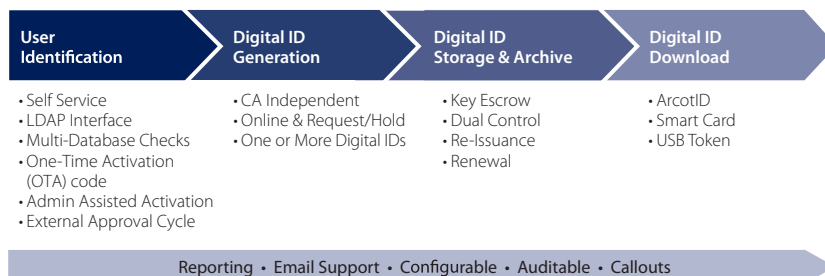 User
Identification
Digital ID
Generation
Digital ID
Storage & Archive
Digital ID
Download
• Self Service
• LDAP Interface
• Multi-Database Checks
• One-Time Activation
(OTA) code
• Admin Assisted Activation
• External Approval Cycle
• CA Independent
• Online & Request/Hold
• One or More Digital IDs
• Key Escrow
• Dual Control
• Re-Issuance
• Renewal
• ArcotID
• Smart Card
• USB Token
Reporting • Email Support • Configurable • Auditable • Callouts